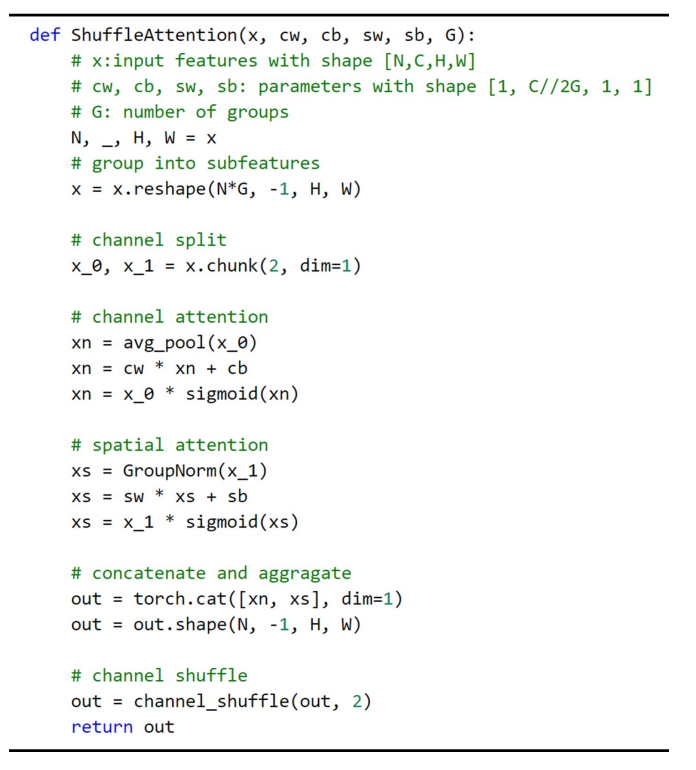 def ShuffleAttention(x, cw, cb, sw, sb, G):
    # x:input features with shape [N,C,H,W]
    # cw, cb, sw, sb: parameters with shape [1, C//2G, 1, 1]
    # G: number of groups
    N, _, H, W = x
    # group into subfeatures
    x = x.reshape(N*G, -1, H, W)

    # channel split
    x_0, x_1 = x.chunk(2, dim=1)

    # channel attention
    xn = avg_pool(x_0)
    xn = cw * xn + cb
    xn = x_0 * sigmoid(xn)

    # spatial attention
    xs = GroupNorm(x_1)
    xs = sw * xs + sb
    xs = x_1 * sigmoid(xs)

    # concatenate and aggragate
    out = torch.cat([xn, xs], dim=1)
    out = out.shape(N, -1, H, W)

    # channel shuffle
    out = channel_shuffle(out, 2)
    return out